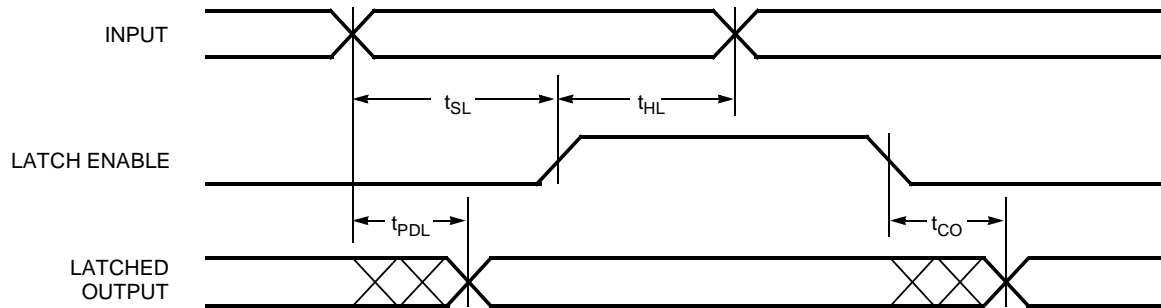 INPUT
tSL
tHL
LATCH ENABLE
tPDL
tCO
LATCHED
OUTPUT